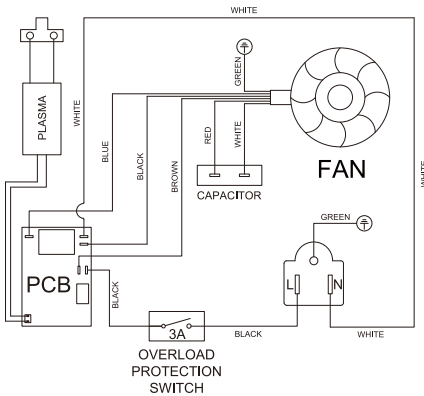 WHITE
PLASMA
WHITE
GREEN
BLUE
BLACK
BROWN
RED
WHITE
FAN
WHITE
CAPACITOR
GREEN
PCB
L
N
BLACK
3A
BLACK
WHITE
OVERLOAD
PROTECTION
SWITCH